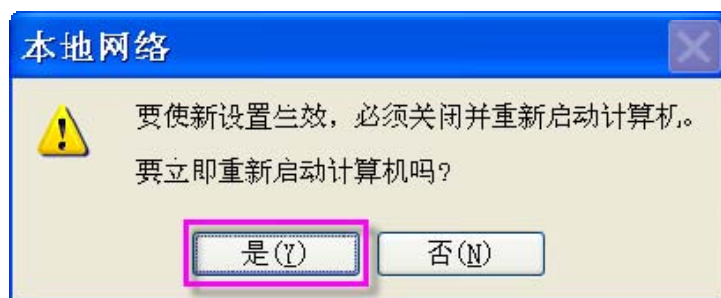 本地网络
要使新设置生效，必须关闭并重新启动计算机。
要立即重新启动计算机吗?
是(Y) 否(N)